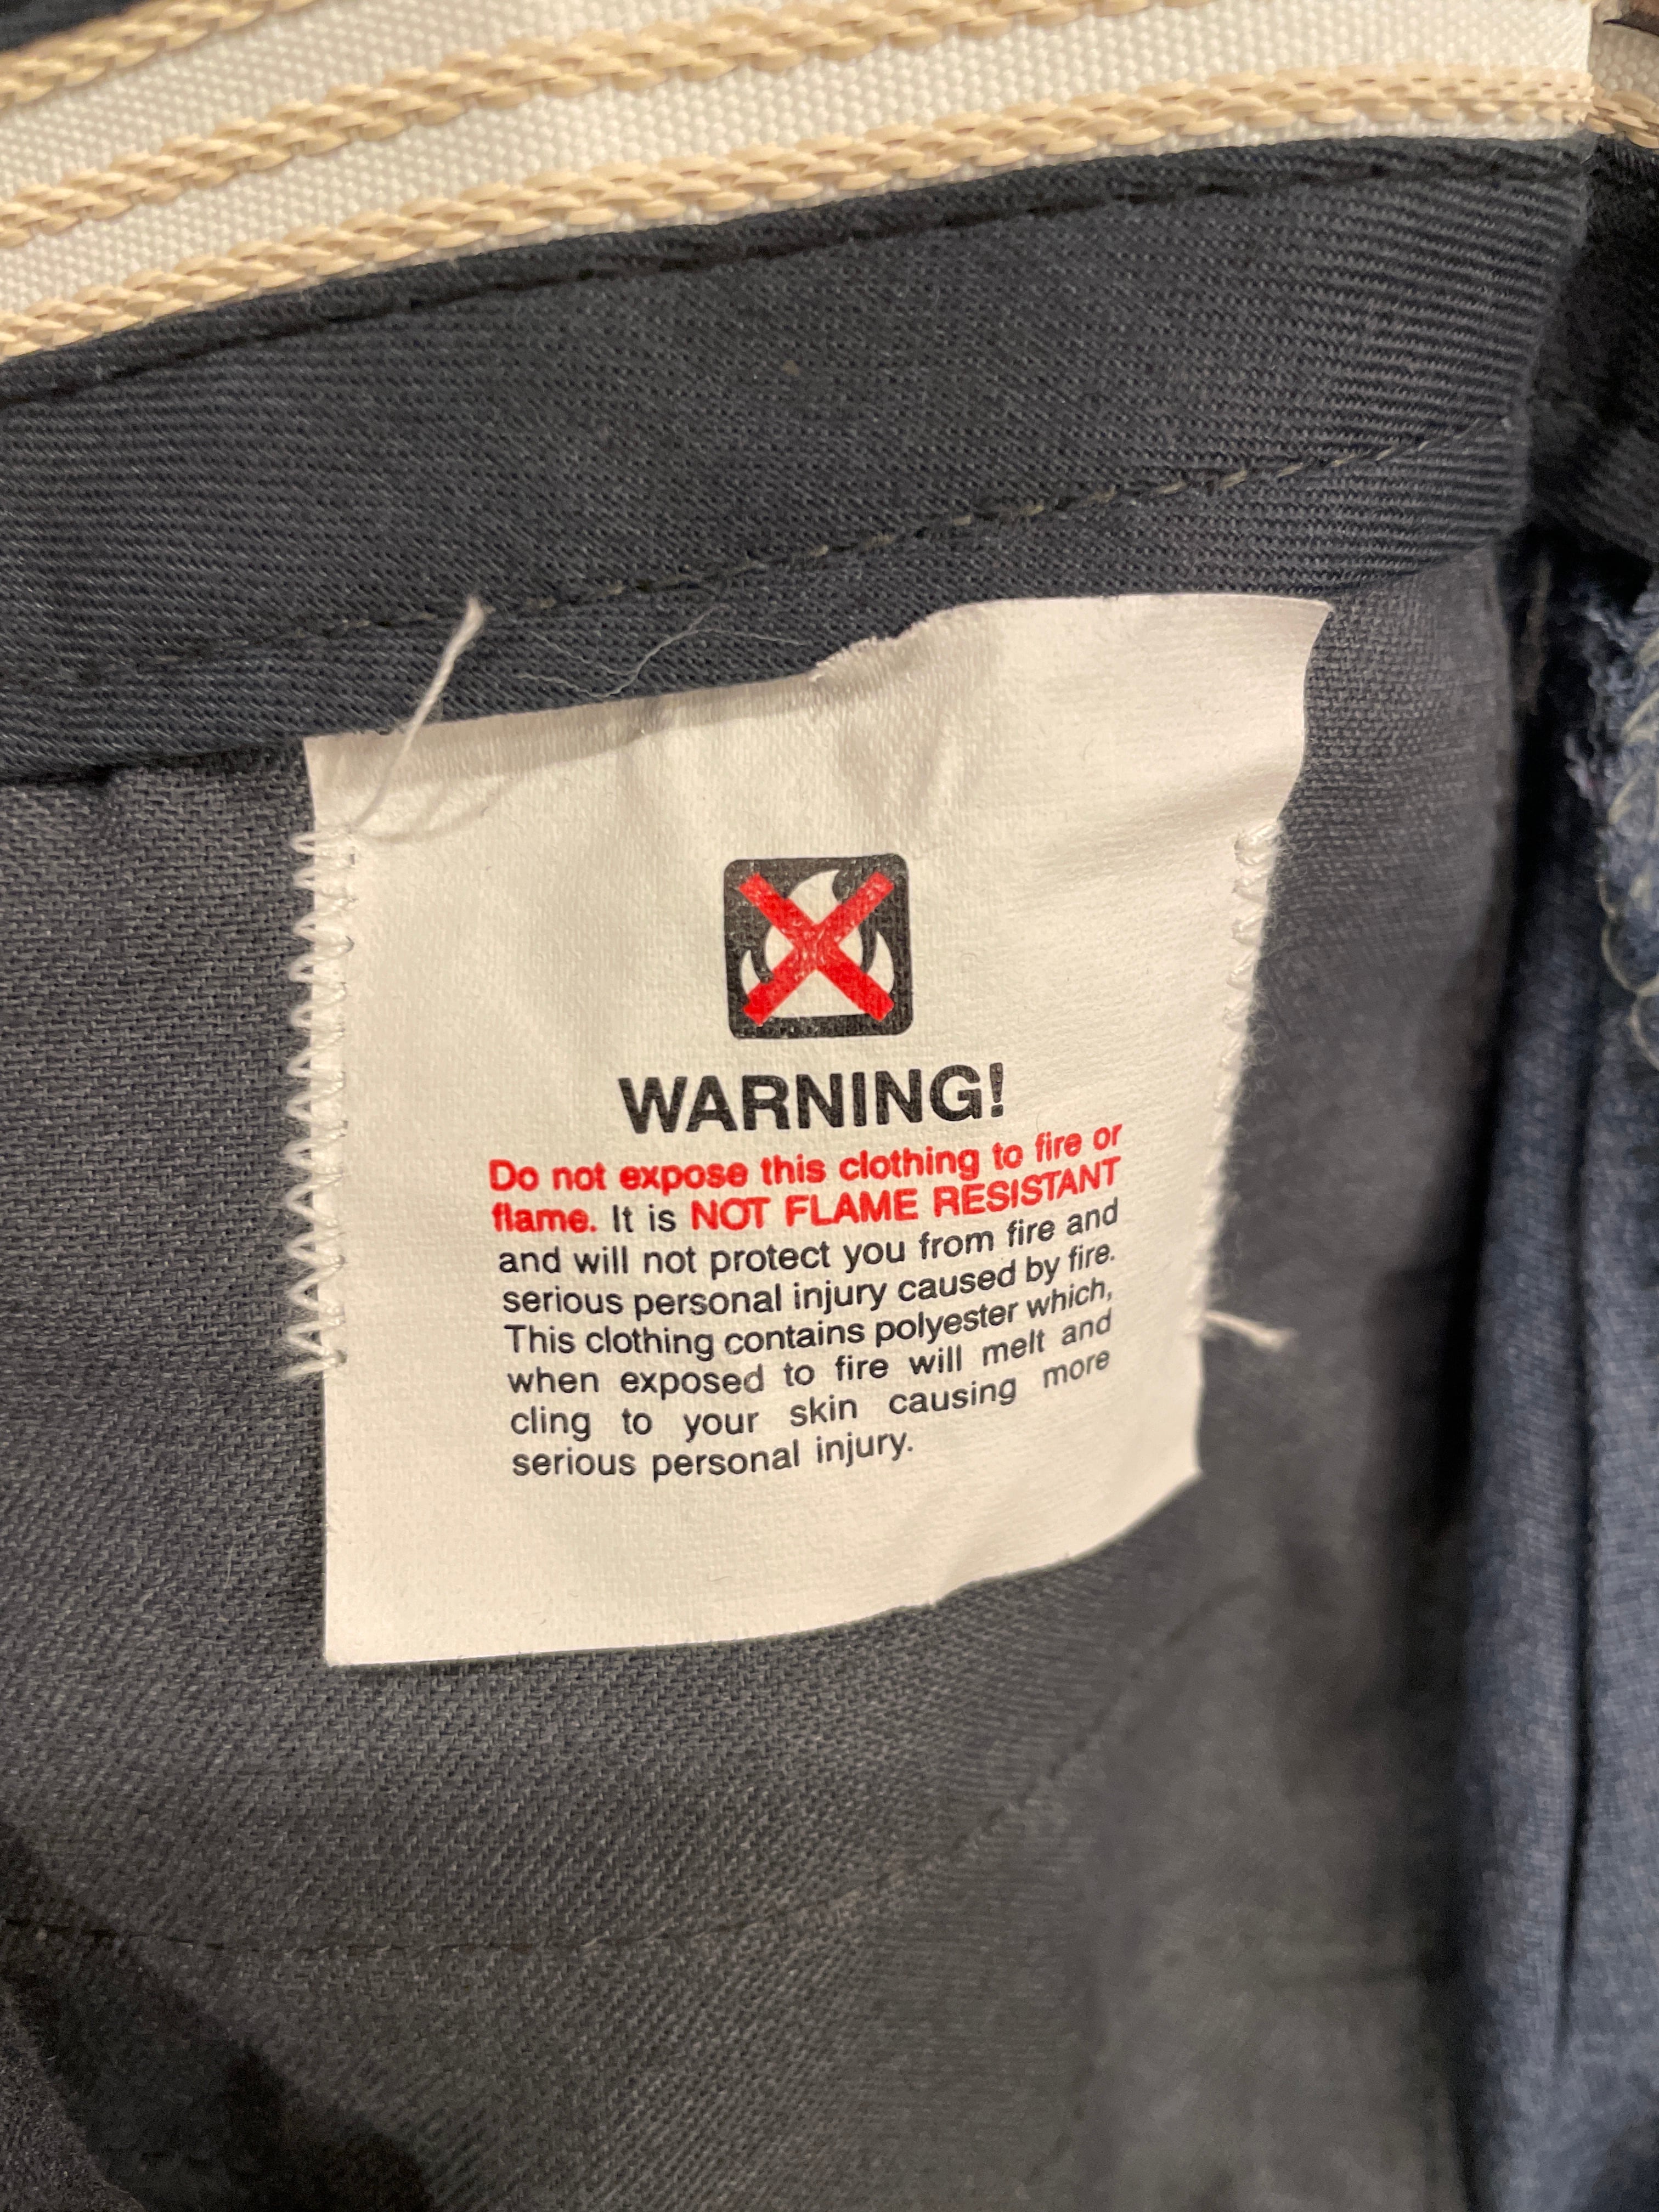 WARNING!
Do not expose this clothing to fire or
flame. It is NOT FLAME RESISTANT
and will not protect you from fire and
serious personal injury caused by fire.
This clothing contains polyester which,
when exposed to fire will melt and
cling to your skin causing more
serious personal injury.